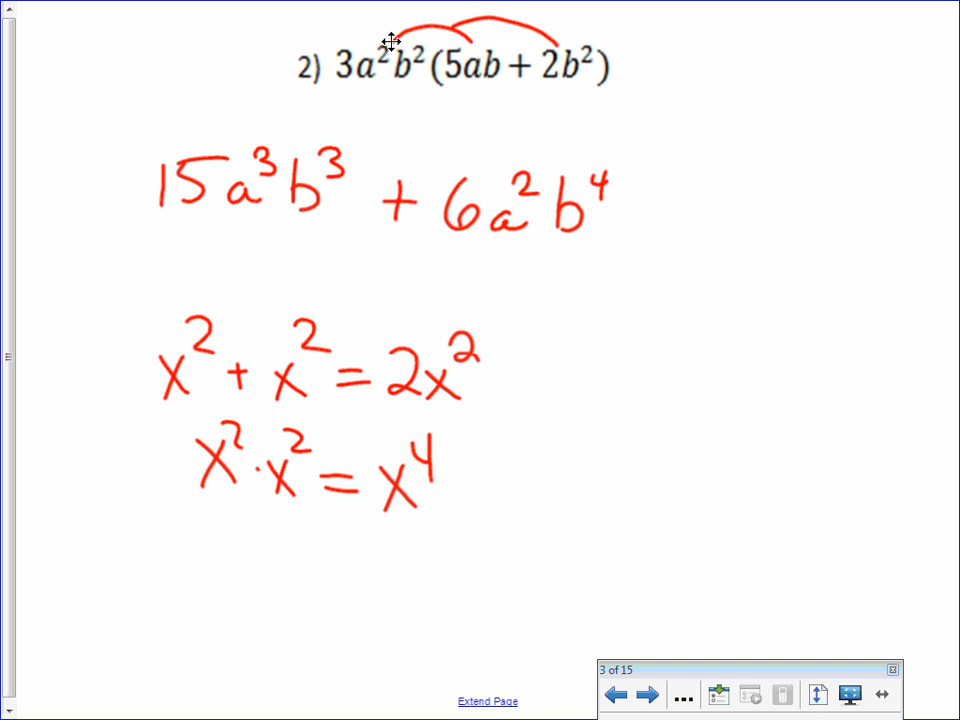 2) 3a²b²(5ab + 2b²)
15a³b³ + 6a²b⁴
x² + x² = 2x²
x² · x² = x⁴
3 of 15
...
Extend Page